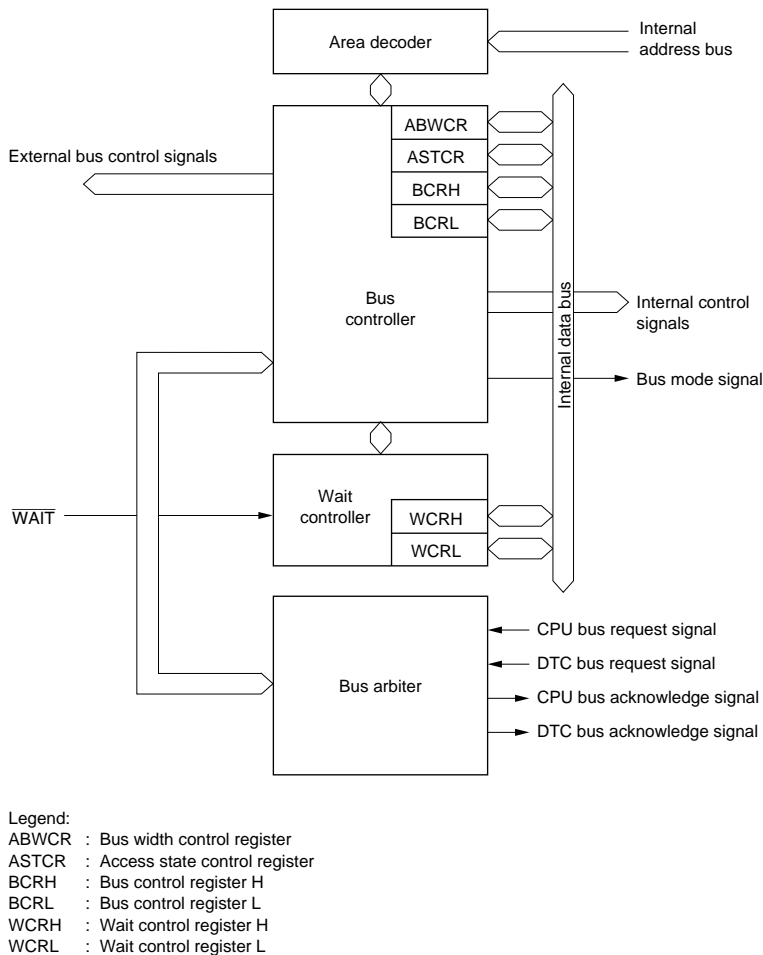 Area decoder
Internal
address bus
ABWCR
ASTCR
BCRH
BCRL
External bus control signals
Bus
controller
Internal data bus
Internal control
signals
Bus mode signal
WAIT
Wait
controller
WCRH
WCRL
Bus arbiter
CPU bus request signal
DTC bus request signal
CPU bus acknowledge signal
DTC bus acknowledge signal
Legend:
ABWCR : Bus width control register
ASTCR : Access state control register
BCRH : Bus control register H
BCRL : Bus control register L
WCRH : Wait control register H
WCRL : Wait control register L